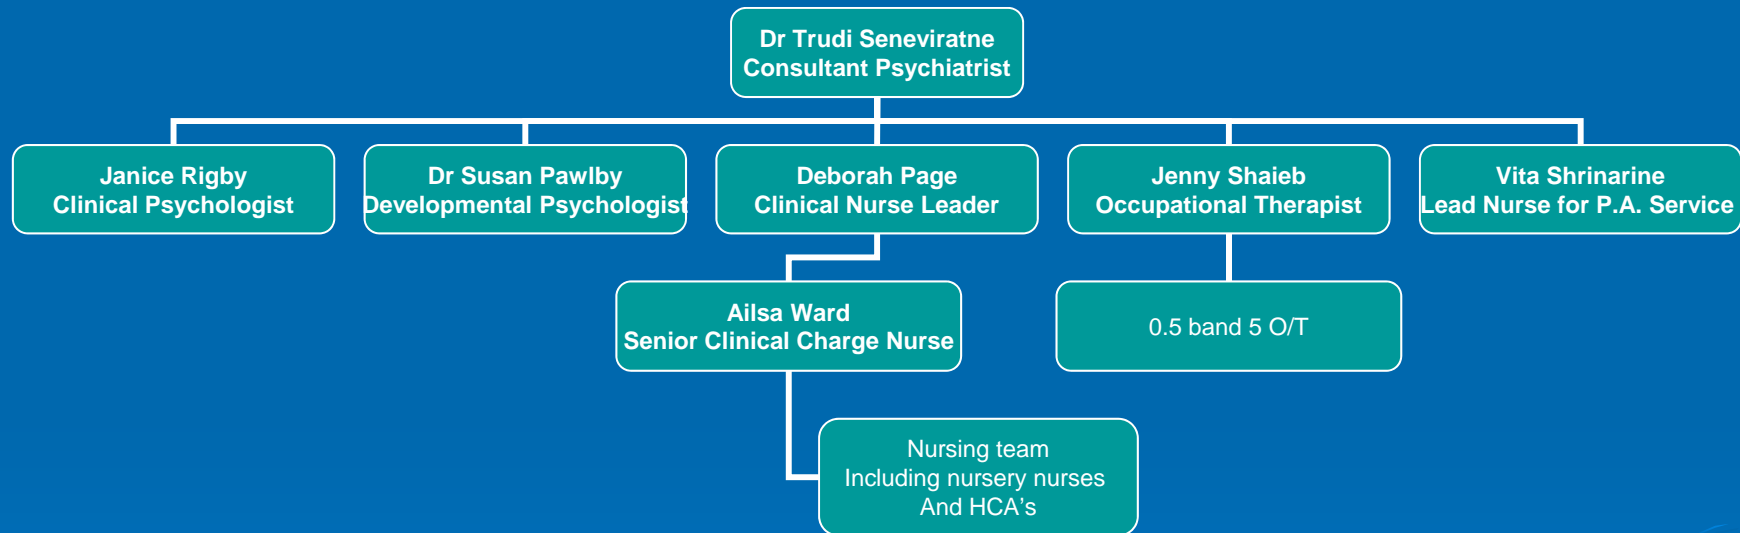 Dr Trudi Seneviratne
Consultant Psychiatrist
Janice Rigby
Clinical Psychologist
Dr Susan Pawlby
Developmental Psychologist
Deborah Page
Clinical Nurse Leader
Jenny Shaieb
Occupational Therapist
Vita Shrinarine
Lead Nurse for P.A. Service
Ailsa Ward
Senior Clinical Charge Nurse
0.5 band 5 O/T
Nursing team
Including nursery nurses
And HCA's